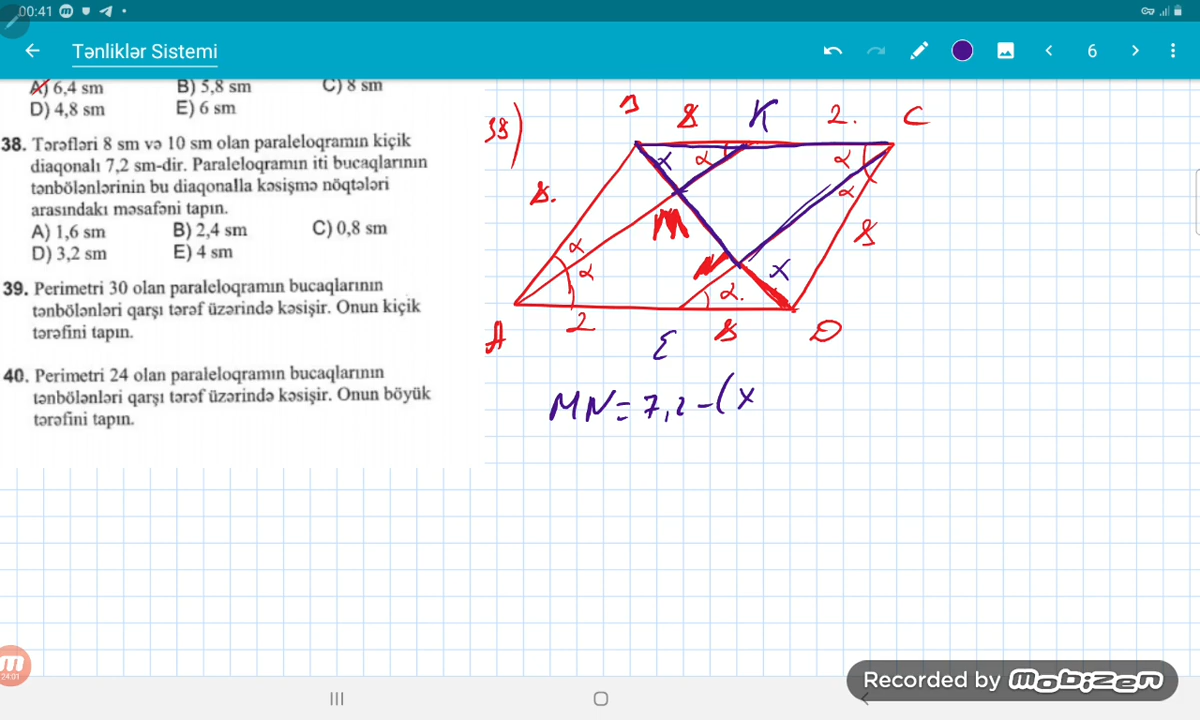 00:41
Tənliklər Sistemi
6
A) 6,4 sm B) 5,8 sm C) 8 sm
D) 4,8 sm E) 6 sm
38. Tərəfləri 8 sm və 10 sm olan paraleloqramın kiçik
diaqonalı 7,2 sm-dir. Paraleloqramın iti bucaqlarının
tənbölənlərinin bu diaqonalla kəsişmə nöqtələri
arasındakı məsafəni tapın.
A) 1,6 sm B) 2,4 sm C) 0,8 sm
D) 3,2 sm E) 4 sm
39. Perimetri 30 olan paraleloqramın bucaqlarının
tənbölənləri qarşı tərəf üzərində kəsişir. Onun kiçik
tərəfini tapın.
40. Perimetri 24 olan paraleloqramın bucaqlarının
tənbölənləri qarşı tərəf üzərində kəsişir. Onun böyük
tərəfini tapın.
38)
B 8 K 2. C
x α α
8. α
M 8
α
α N x
α.
A 2 E 8 D
MN=7,2-(x
m
24:01
Recorded by mobizen